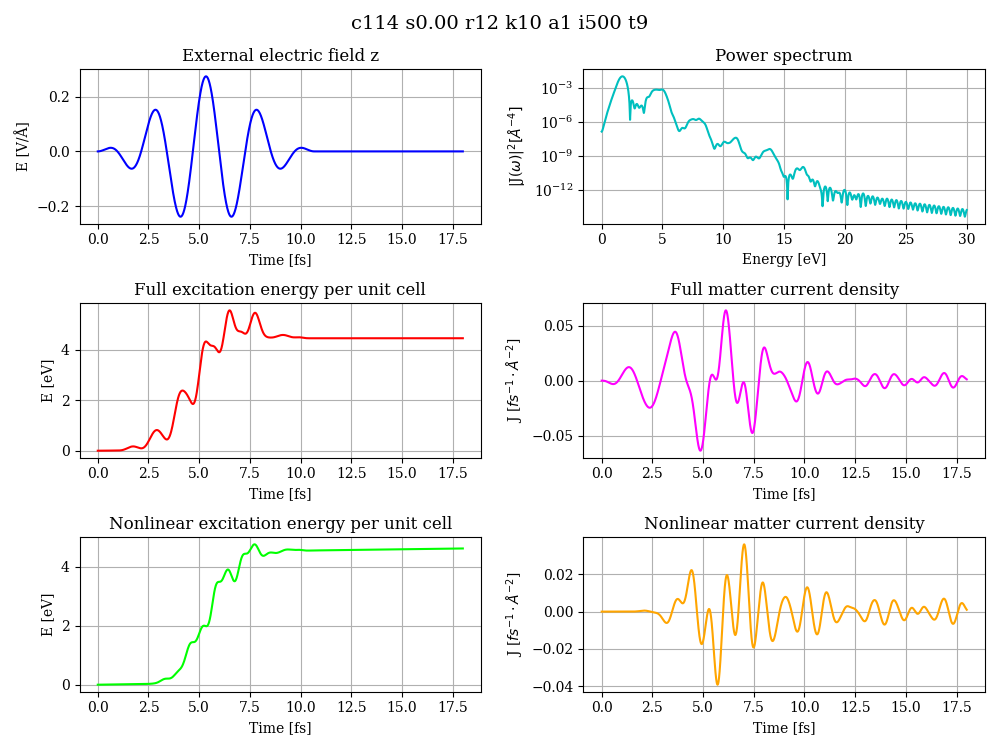 c114 s0.00 r12 k10 a1 i500 t9
External electric field z
E [V/Å]
0.2
0.0
−0.2
0.0 2.5 5.0 7.5 10.0 12.5 15.0 17.5
Time [fs]
Power spectrum
|J(ω)|²[Å⁻⁴]
10⁻³
10⁻⁶
10⁻⁹
10⁻¹²
0 5 10 15 20 25 30
Energy [eV]
Full excitation energy per unit cell
E [eV]
4
2
0
0.0 2.5 5.0 7.5 10.0 12.5 15.0 17.5
Time [fs]
Full matter current density
J [fs⁻¹ · Å⁻²]
0.05
0.00
−0.05
0.0 2.5 5.0 7.5 10.0 12.5 15.0 17.5
Time [fs]
Nonlinear excitation energy per unit cell
E [eV]
4
2
0
0.0 2.5 5.0 7.5 10.0 12.5 15.0 17.5
Time [fs]
Nonlinear matter current density
J [fs⁻¹ · Å⁻²]
0.02
0.00
−0.02
−0.04
0.0 2.5 5.0 7.5 10.0 12.5 15.0 17.5
Time [fs]